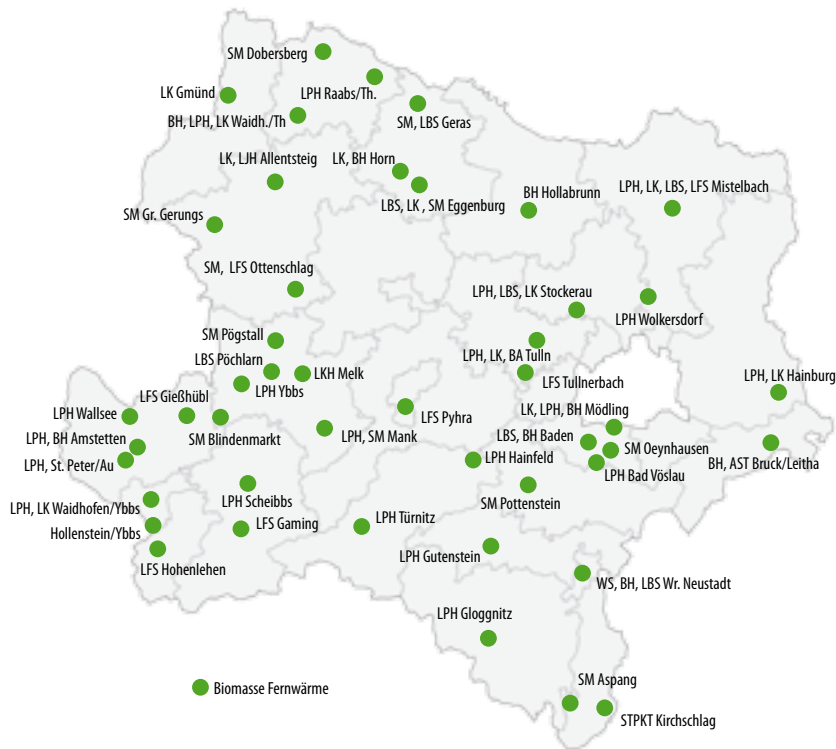 SM Dobersberg
LPH Raabs/Th.
LK Gmünd
SM, LBS Geras
BH, LPH, LK Waidh./Th
LK, LJH Allentsteig
LK, BH Horn
LBS, LK , SM Eggenburg
BH Hollabrunn
LPH, LK, LBS, LFS Mistelbach
SM Gr. Gerungs
SM, LFS Ottenschlag
LPH, LBS, LK Stockerau
LPH Wolkersdorf
SM Pögstall
LBS Pöchlarn
LPH Ybbs
LKH Melk
LPH, LK, BA Tulln
LFS Tullnerbach
LPH, LK Hainburg
LFS Gießhübl
LPH Wallsee
LFS Pyhra
LK, LPH, BH Mödling
SM Blindenmarkt
LPH, SM Mank
LBS, BH Baden
SM Oeynhausen
LPH, BH Amstetten
LPH, St. Peter/Au
LPH Hainfeld
LPH Bad Vöslau
BH, AST Bruck/Leitha
LPH Scheibbs
SM Pottenstein
LPH, LK Waidhofen/Ybbs
Hollenstein/Ybbs
LFS Gaming
LPH Türnitz
LFS Hohenlehen
LPH Gutenstein
WS, BH, LBS Wr. Neustadt
LPH Gloggnitz
Biomasse Fernwärme
SM Aspang
STPKT Kirchschlag